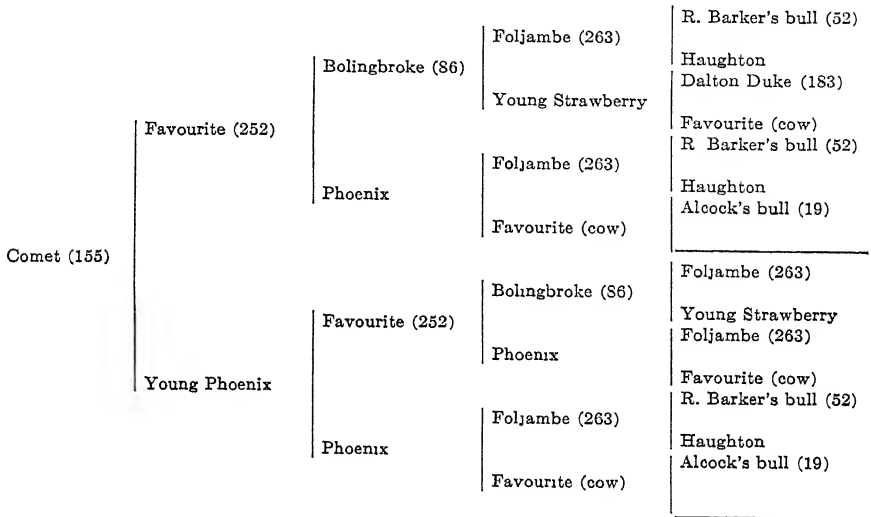 R. Barker's bull (52)
Foljambe (263)
Haughton
Bolingbroke (86)
Dalton Duke (183)
Young Strawberry
Favourite (cow)
Favourite (252)
R Barker's bull (52)
Foljambe (263)
Phoenix
Haughton
Alcock's bull (19)
Favourite (cow)
Comet (155)
Foljambe (263)
Bolingbroke (86)
Young Strawberry
Favourite (252)
Foljambe (263)
Phoenix
Favourite (cow)
Young Phoenix
R. Barker's bull (52)
Foljambe (263)
Phoenix
Haughton
Alcock's bull (19)
Favourite (cow)